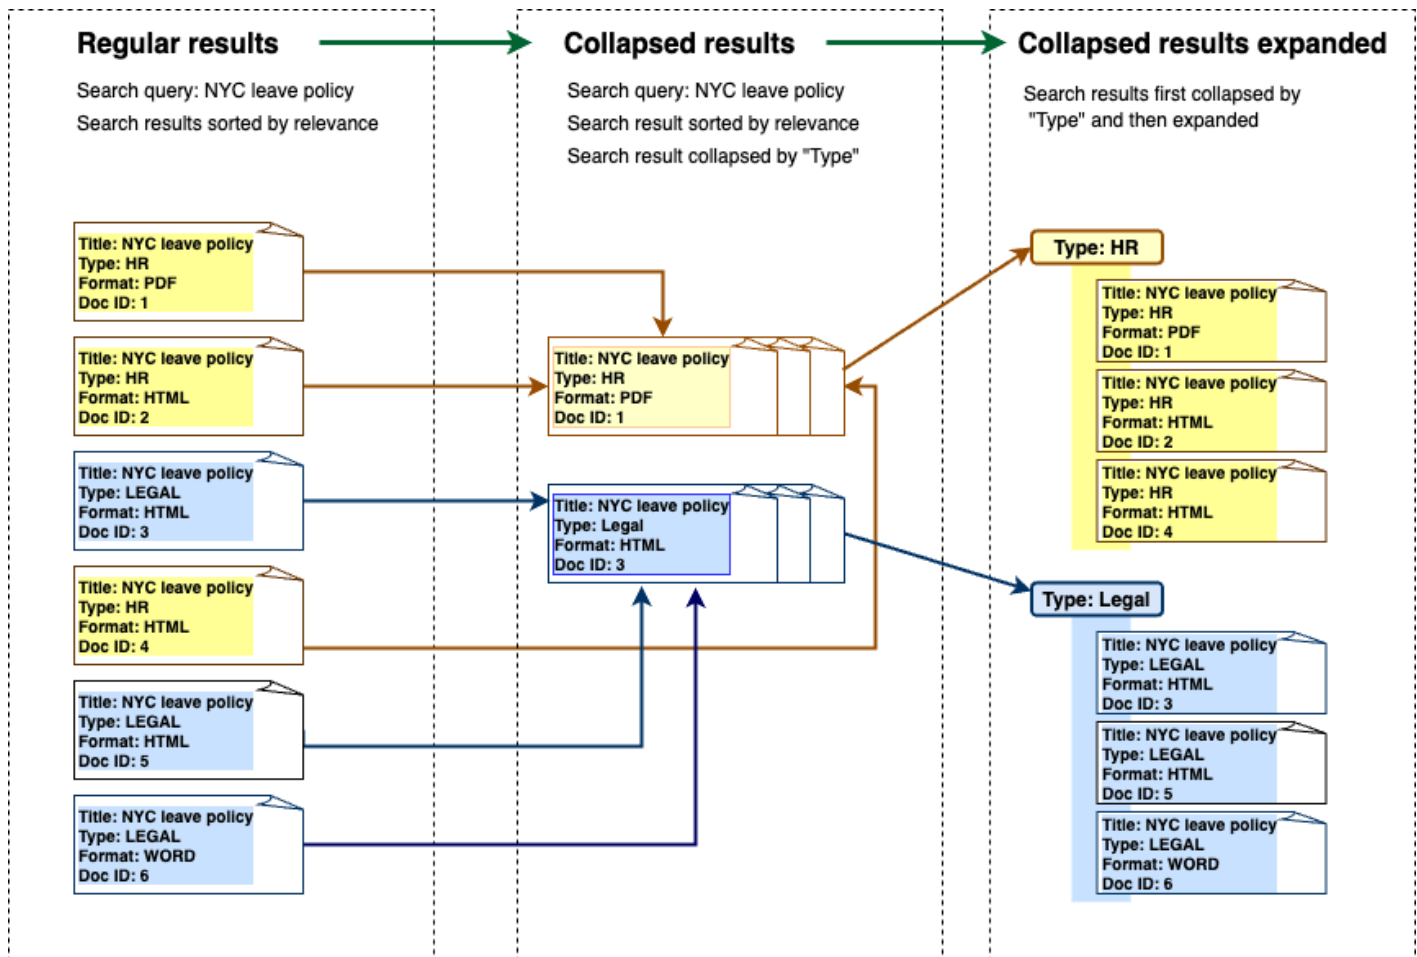 Regular results
Search query: NYC leave policy
Search results sorted by relevance
Title: NYC leave policy
Type: HR
Format: PDF
Doc ID: 1
Title: NYC leave policy
Type: HR
Format: HTML
Doc ID: 2
Title: NYC leave policy
Type: LEGAL
Format: HTML
Doc ID: 3
Title: NYC leave policy
Type: HR
Format: HTML
Doc ID: 4
Title: NYC leave policy
Type: LEGAL
Format: HTML
Doc ID: 5
Title: NYC leave policy
Type: LEGAL
Format: WORD
Doc ID: 6
Collapsed results
Search query: NYC leave policy
Search result sorted by relevance
Search result collapsed by "Type"
Title: NYC leave policy
Type: HR
Format: PDF
Doc ID: 1
Title: NYC leave policy
Type: Legal
Format: HTML
Doc ID: 3
Collapsed results expanded
Search results first collapsed by
"Type" and then expanded
Type: HR
Title: NYC leave policy
Type: HR
Format: PDF
Doc ID: 1
Title: NYC leave policy
Type: HR
Format: HTML
Doc ID: 2
Title: NYC leave policy
Type: HR
Format: HTML
Doc ID: 4
Type: Legal
Title: NYC leave policy
Type: LEGAL
Format: HTML
Doc ID: 3
Title: NYC leave policy
Type: LEGAL
Format: HTML
Doc ID: 5
Title: NYC leave policy
Type: LEGAL
Format: WORD
Doc ID: 6